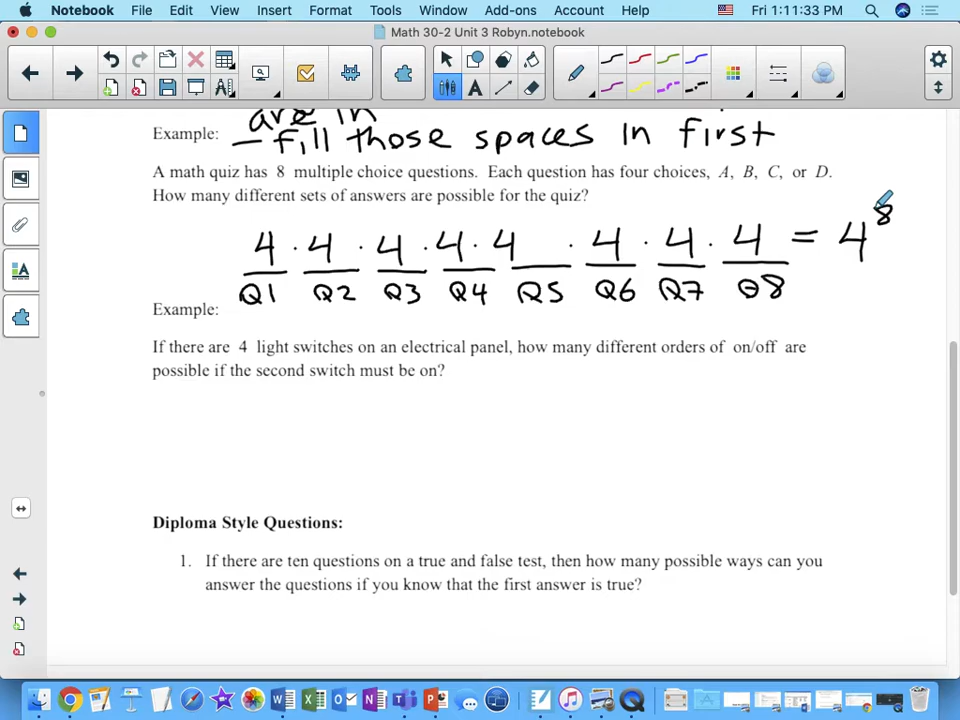 Notebook File Edit View Insert Format Tools Window Add-ons Account Help Fri 1:11:33 PM
Math 30-2 Unit 3 Robyn.notebook
are in
Example: – fill those spaces in first
A math quiz has 8 multiple choice questions. Each question has four choices, A, B, C, or D.
How many different sets of answers are possible for the quiz?
4 · 4 · 4 · 4 · 4 · 4 · 4 · 4 = 4⁸
Q1 Q2 Q3 Q4 Q5 Q6 Q7 Q8
Example:
If there are 4 light switches on an electrical panel, how many different orders of on/off are
possible if the second switch must be on?
Diploma Style Questions:
1. If there are ten questions on a true and false test, then how many possible ways can you
answer the questions if you know that the first answer is true?